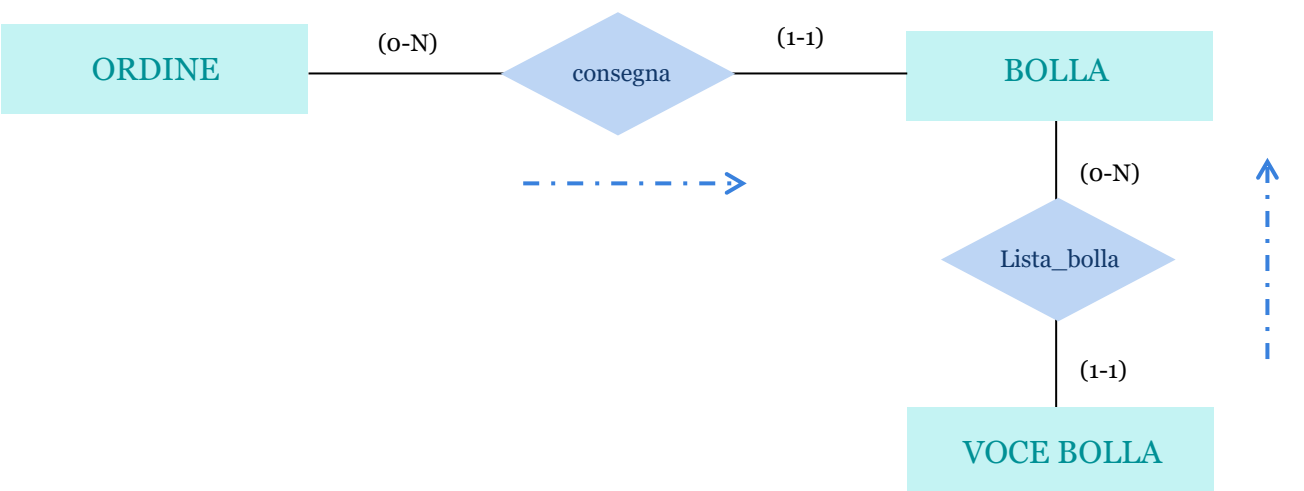 ORDINE
(0-N)
consegna
(1-1)
BOLLA
(0-N)
Lista_bolla
(1-1)
VOCE BOLLA